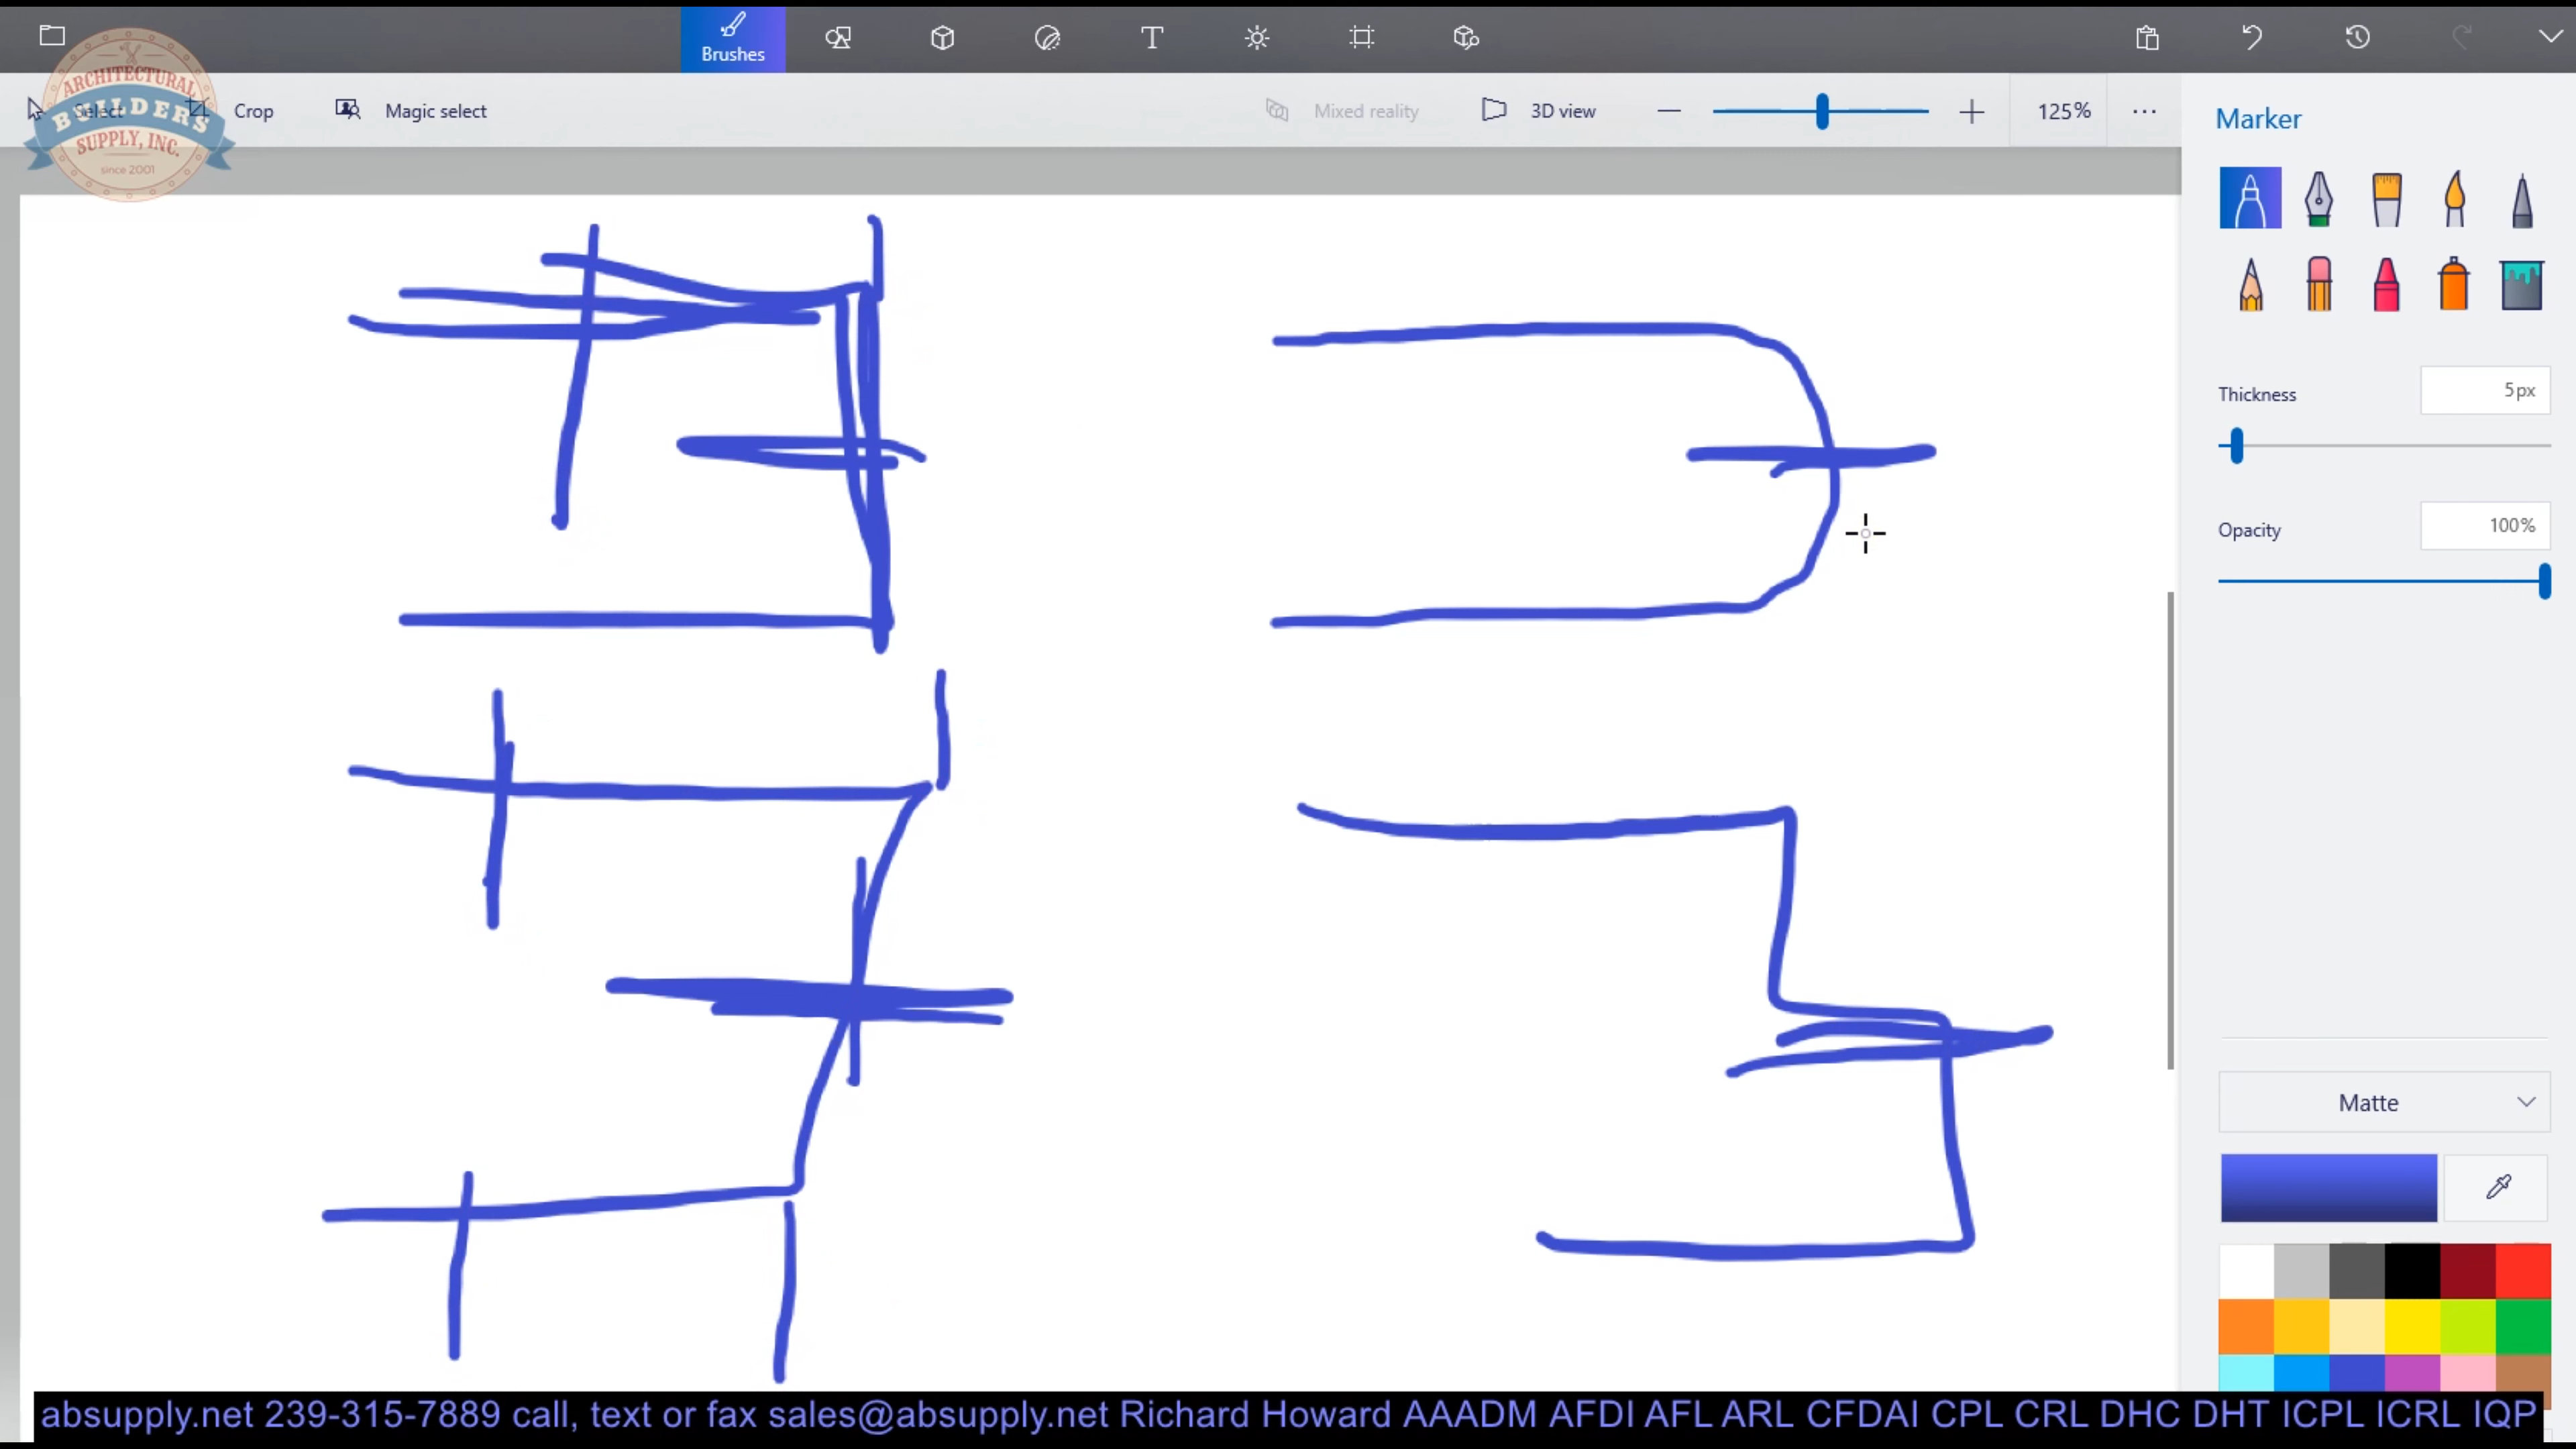 Brushes
ARCHITECTURAL
BUILDERS
SUPPLY, INC.
since 2001
Select
Crop
Magic select
Mixed reality
3D view
125%
Marker
Thickness
5px
Opacity
100%
Matte
absupply.net 239-315-7889 call, text or fax sales@absupply.net Richard Howard AAADM AFDI AFL ARL CFDAI CPL CRL DHC DHT ICPL ICRL IQP